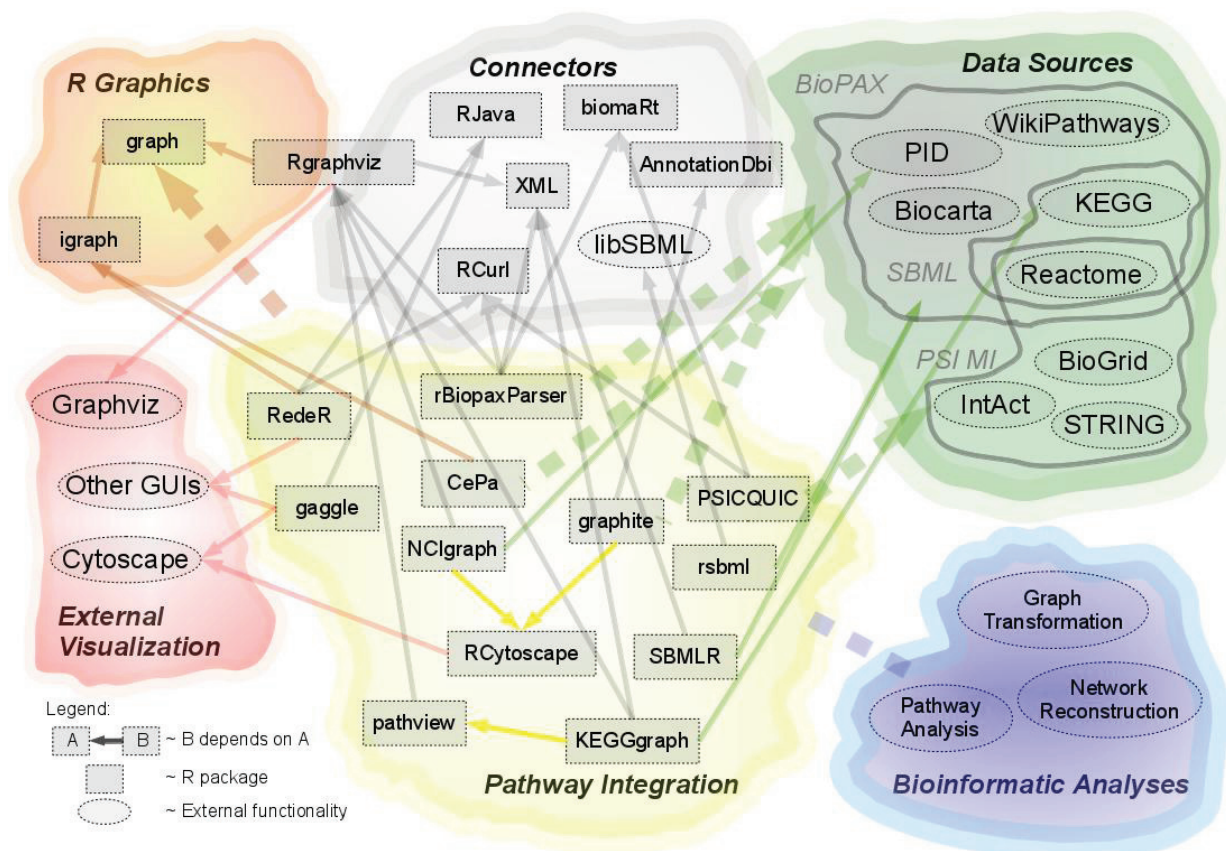 R Graphics
graph
Rgraphviz
igraph
Connectors
RJava
biomaRt
XML
AnnotationDbi
libSBML
RCurl
Data Sources
BioPAX
WikiPathways
PID
Biocarta
KEGG
SBML
Reactome
PSI MI
BioGrid
IntAct
STRING
Graphviz
Other GUIs
Cytoscape
External
Visualization
RedeR
rBiopaxParser
CePa
gaggle
NCIgraph
graphite
PSICQUIC
rsbml
RCytoscape
SBMLR
pathview
KEGGgraph
Pathway Integration
Graph
Transformation
Network
Reconstruction
Pathway
Analysis
Bioinformatic Analyses
Legend:
A B ~ B depends on A
~ R package
~ External functionality